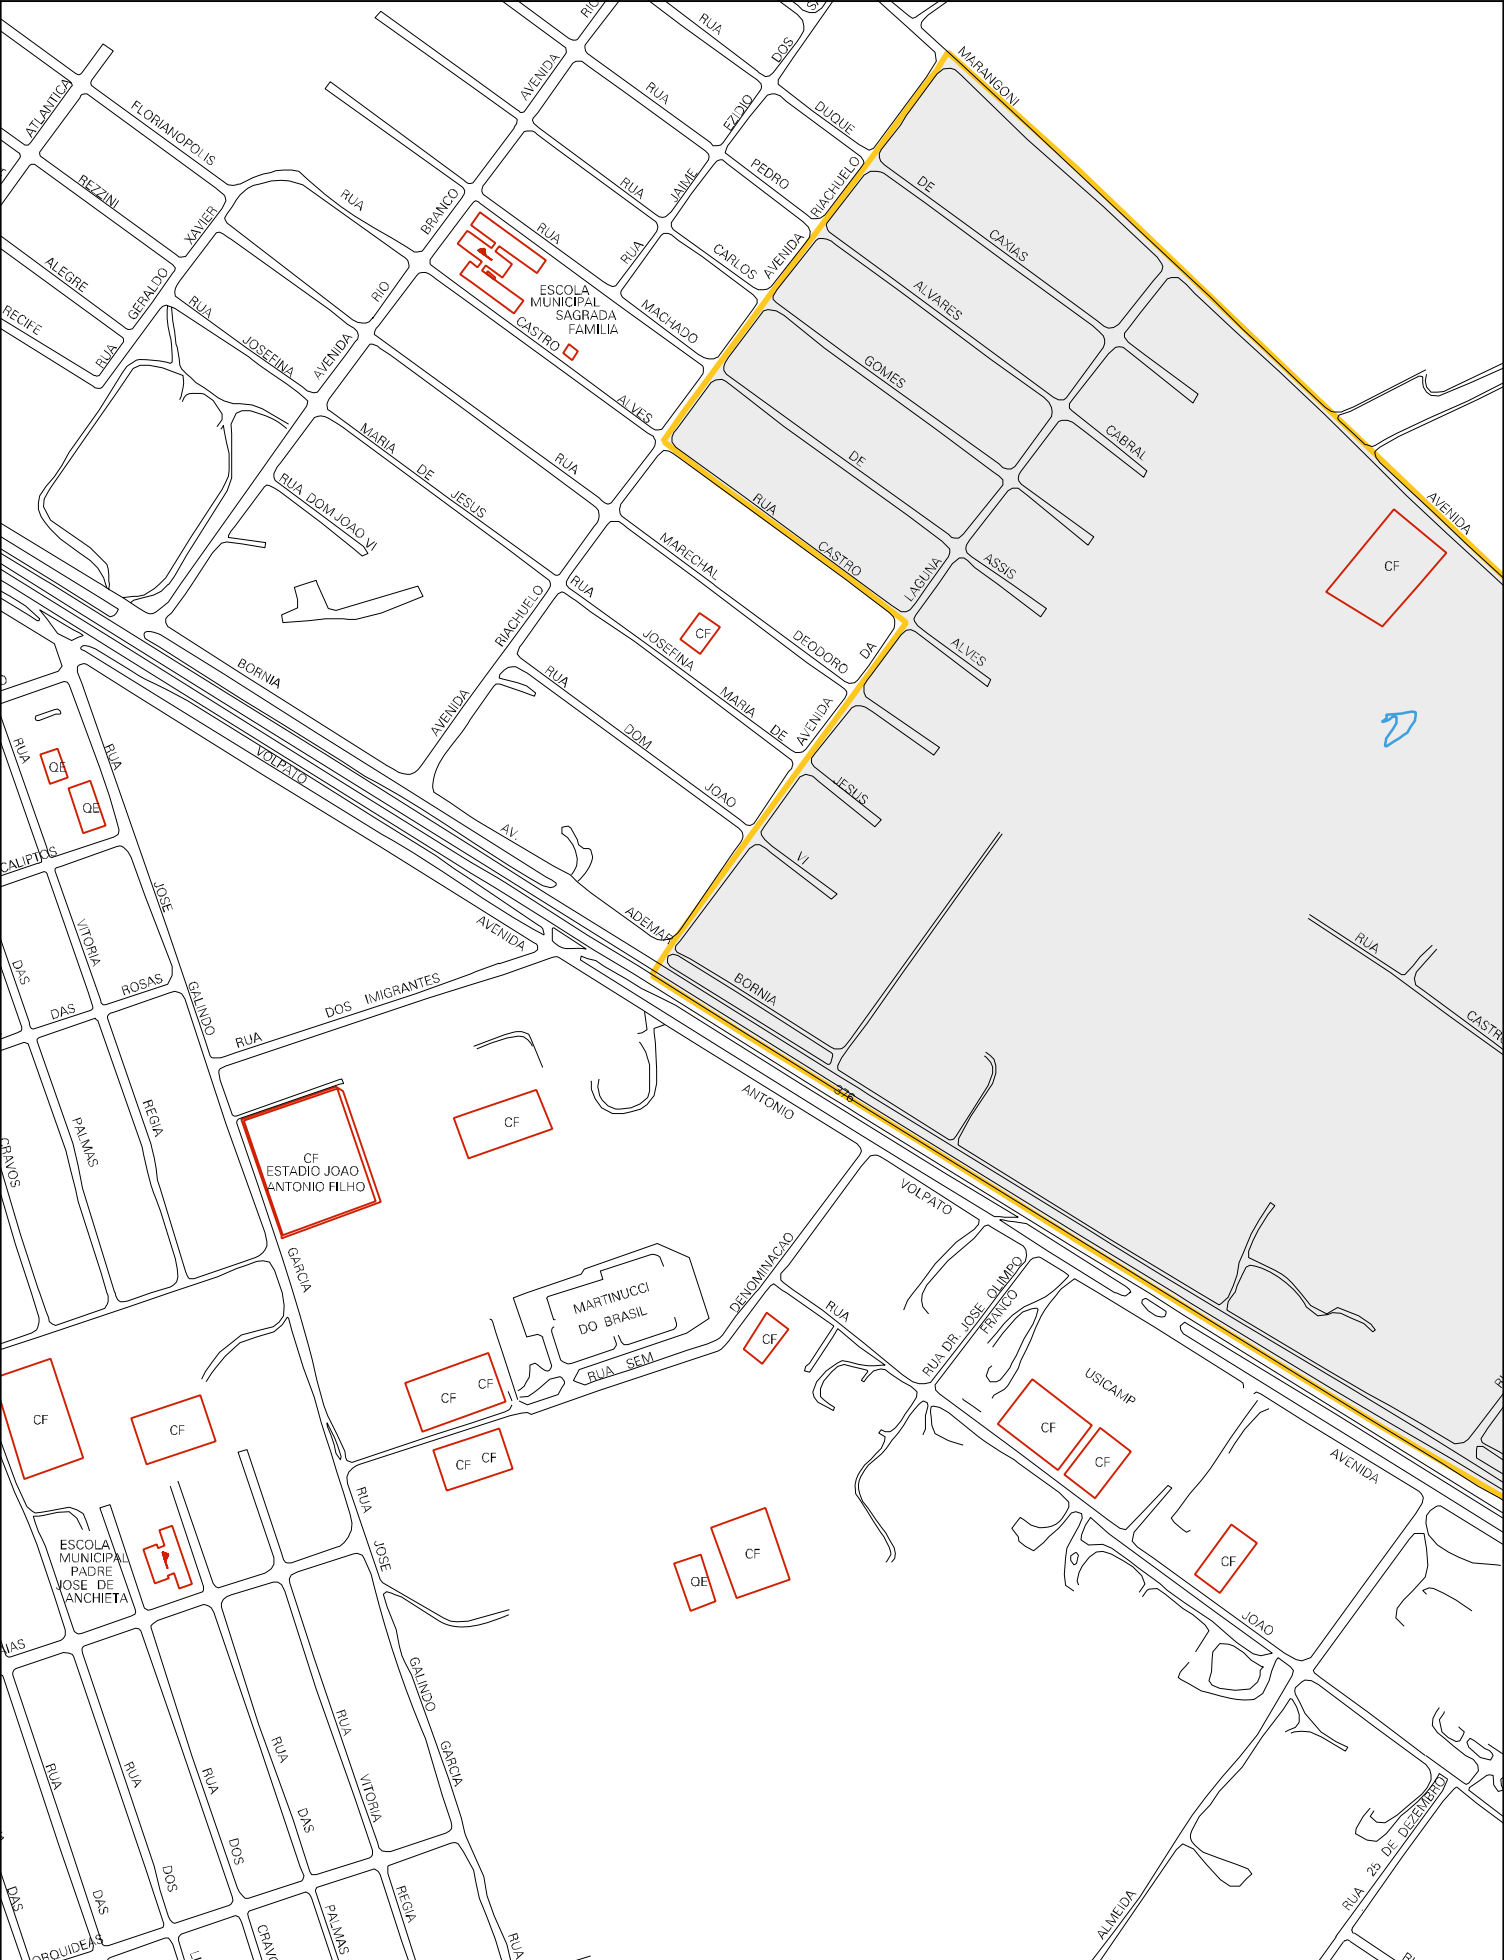 RUA
DOS
MARANGONI
AVENIDA
ATLANTICA
RUA
EZIDIO
DUQUE
FLORIANOPOLIS
PEDRO
RIACHUELO
DE
REZZINI
RUA
RUA
JAIME
XAVIER
BRANCO
RUA
RUA
CARLOS
AVENIDA
CAXIAS
ALEGRE
GERALDO
RIO
ESCOLA
MUNICIPAL
SAGRADA
FAMILIA
ALVARES
RECIFE
RUA
RUA
JOSEFINA
AVENIDA
CASTRO
MACHADO
GOMES
ALVES
CABRAL
MARIA
DE
JESUS
RUA
DE
RUA
AVENIDA
RUA DOM JOAO VI
MARECHAL
CASTRO
ASSIS
CF
RUA
LAGUNA
RIACHUELO
JOSEFINA
CF
DEODORO
DA
ALVES
BORNIA
RUA
MARIA
DE
AVENIDA
AVENIDA
DOM
JOAO
JESUS
VOLPATO
RUA
RUA
QE
QE
AV.
VI
CALIPTOS
JOSE
ADEMAR
AVENIDA
VITORIA
DAS
DAS
ROSAS
GALINDO
RUA
DOS IMIGRANTES
BORNIA
RUA
CASTRO
376
ANTONIO
REGIA
PALMAS
CRAVOS
CF
CF
ESTADIO JOAO
ANTONIO FILHO
VOLPATO
GARCIA
DENOMINACAO
MARTINUCCI
DO BRASIL
RUA
RUA DR. JOSE OLIMPO
FRANCO
CF
RUA SEM
USICAMP
CF
CF
CF
CF
CF
CF
CF
CF
CF
AVENIDA
RUA
JOSE
ESCOLA
MUNICIPAL
PADRE
JOSE DE
ANCHIETA
CF
QE
CF
JOAO
GALINDO
GARCIA
RUA
RUA
RUA
RUA
RUA
VITORIA
DAS
DOS
DOS
DAS
DAS
REGIA
PALMAS
RUA
ORQUIDEAS
ALMEIDA
RUA 25 DE DEZEMBRO